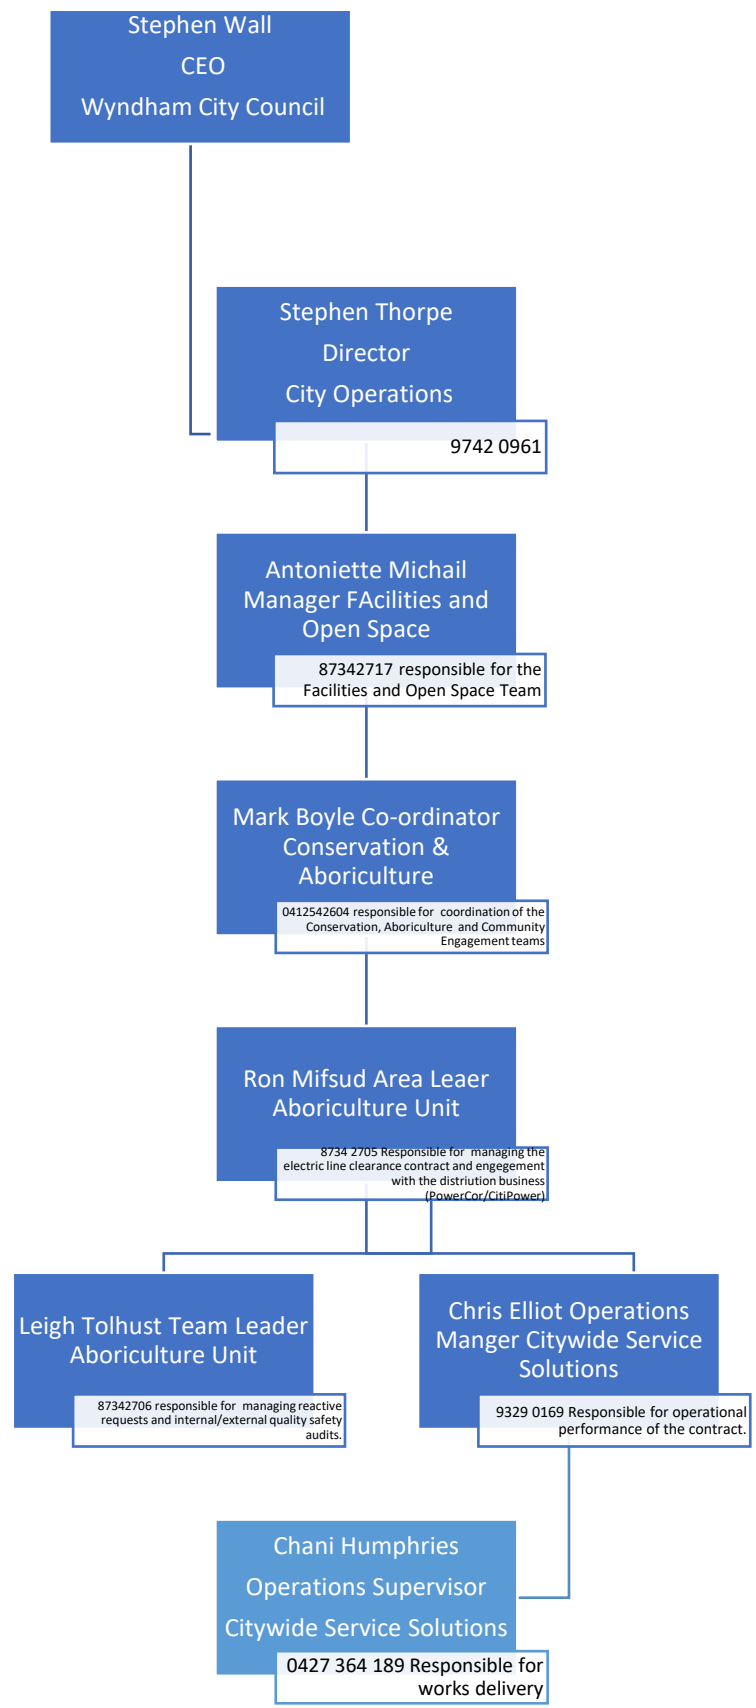 Stephen Wall
CEO
Wyndham City Council
Stephen Thorpe
Director
City Operations
9742 0961
Antoniette Michail
Manager FAcilities and
Open Space
87342717 responsible for the
Facilities and Open Space Team
Mark Boyle Co-ordinator
Conservation &
Aboriculture
0412542604 responsible for coordination of the
Conservation, Aboriculture and Community
Engagement teams
Ron Mifsud Area Leaer
Aboriculture Unit
8734 2705 Responsible for managing the
electric line clearance contract and engegement
with the distriution business
(PowerCor/CitiPower)
Leigh Tolhust Team Leader
Aboriculture Unit
87342706 responsible for managing reactive
requests and internal/external quality safety
audits.
Chris Elliot Operations
Manger Citywide Service
Solutions
9329 0169 Responsible for operational
performance of the contract.
Chani Humphries
Operations Supervisor
Citywide Service Solutions
0427 364 189 Responsible for
works delivery